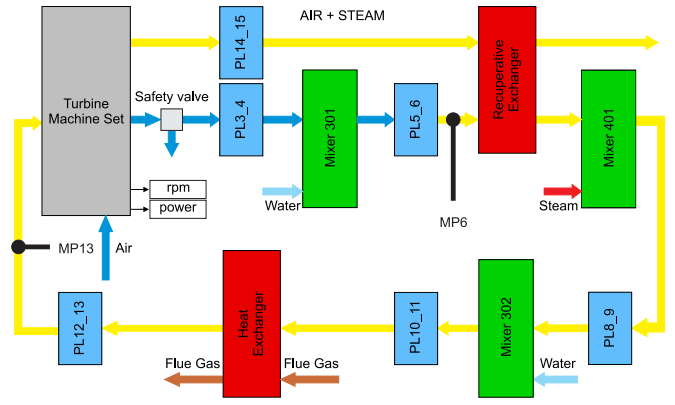 AIR + STEAM
PL14_15
Turbine
Machine Set
Safety valve
PL3_4
Mixer 301
PL5_6
Recuperative
Exchanger
Mixer 401
rpm
power
Water
MP6
Steam
MP13
Air
PL12_13
Heat
Exchanger
PL10_11
Mixer 302
PL8_9
Flue Gas
Flue Gas
Water